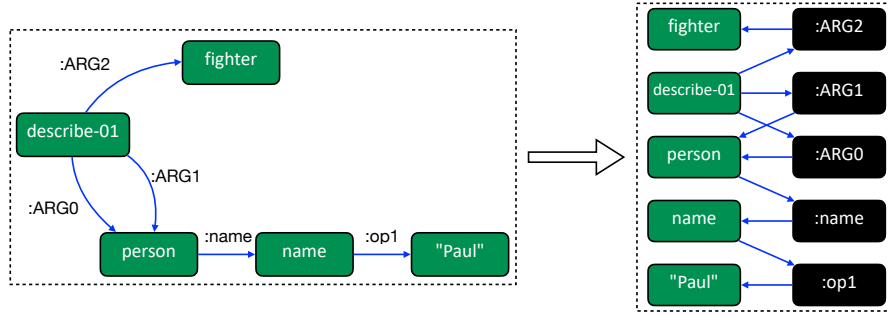 :ARG2
fighter
describe-01
:ARG1
:ARG0
person
:name
name
:op1
"Paul"
fighter
:ARG2
describe-01
:ARG1
person
:ARG0
name
:name
"Paul"
:op1